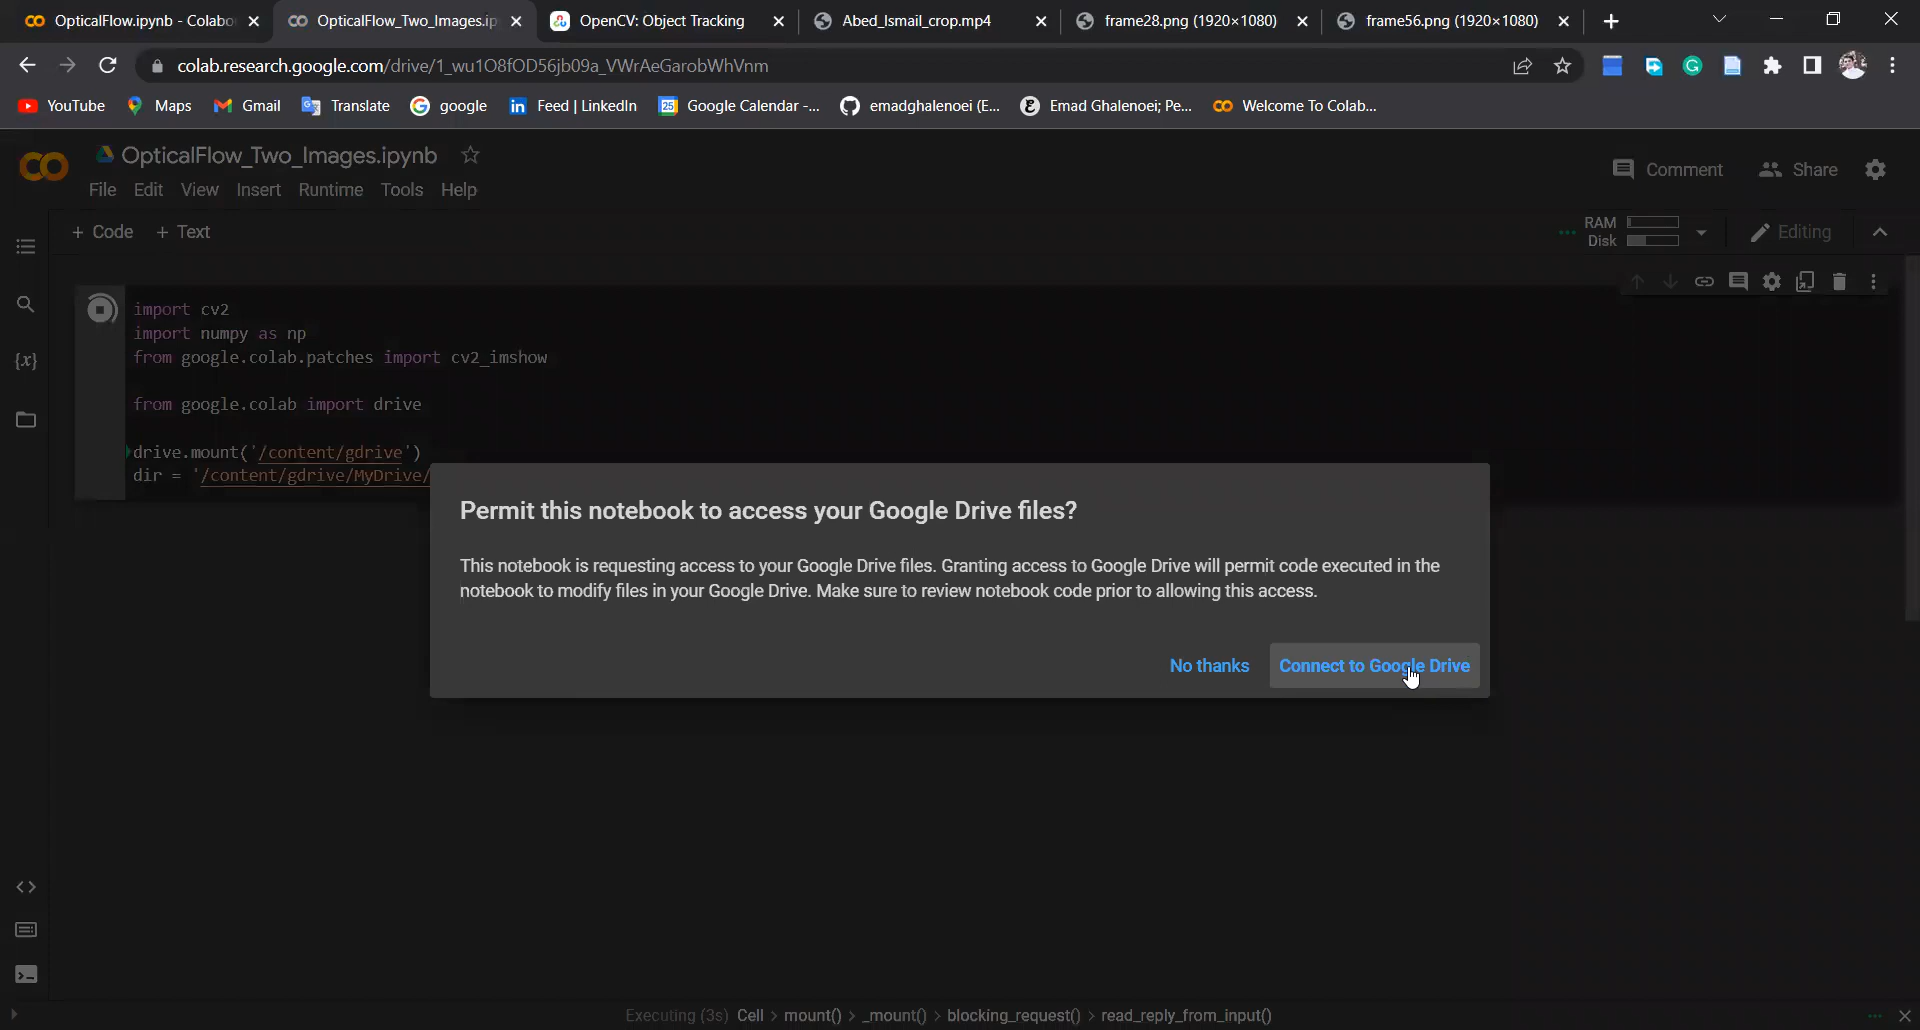 OpticalFlow.ipynb - Colabo
OpticalFlow_Two_Images.ip
OpenCV: Object Tracking
Abed_Ismail_crop.mp4
frame28.png (1920×1080)
frame56.png (1920×1080)
colab.research.google.com/drive/1_wu1O8fOD56jb09a_VWrAeGarobWhVnm
YouTube
Maps
Gmail
Translate
google
Feed | LinkedIn
Google Calendar -...
emadghalenoei (E...
Emad Ghalenoei; Pe...
Welcome To Colab...
OpticalFlow_Two_Images.ipynb
Comment
Share
File Edit View Insert Runtime Tools Help
+ Code + Text
RAM
Disk
Editing
import cv2
import numpy as np
from google.colab.patches import cv2_imshow
from google.colab import drive
drive.mount('/content/gdrive')
dir = '/content/gdrive/MyDrive/
Permit this notebook to access your Google Drive files?
This notebook is requesting access to your Google Drive files. Granting access to Google Drive will permit code executed in the
notebook to modify files in your Google Drive. Make sure to review notebook code prior to allowing this access.
No thanks
Connect to Google Drive
Executing (3s) Cell > mount() > _mount() > blocking_request() > read_reply_from_input()